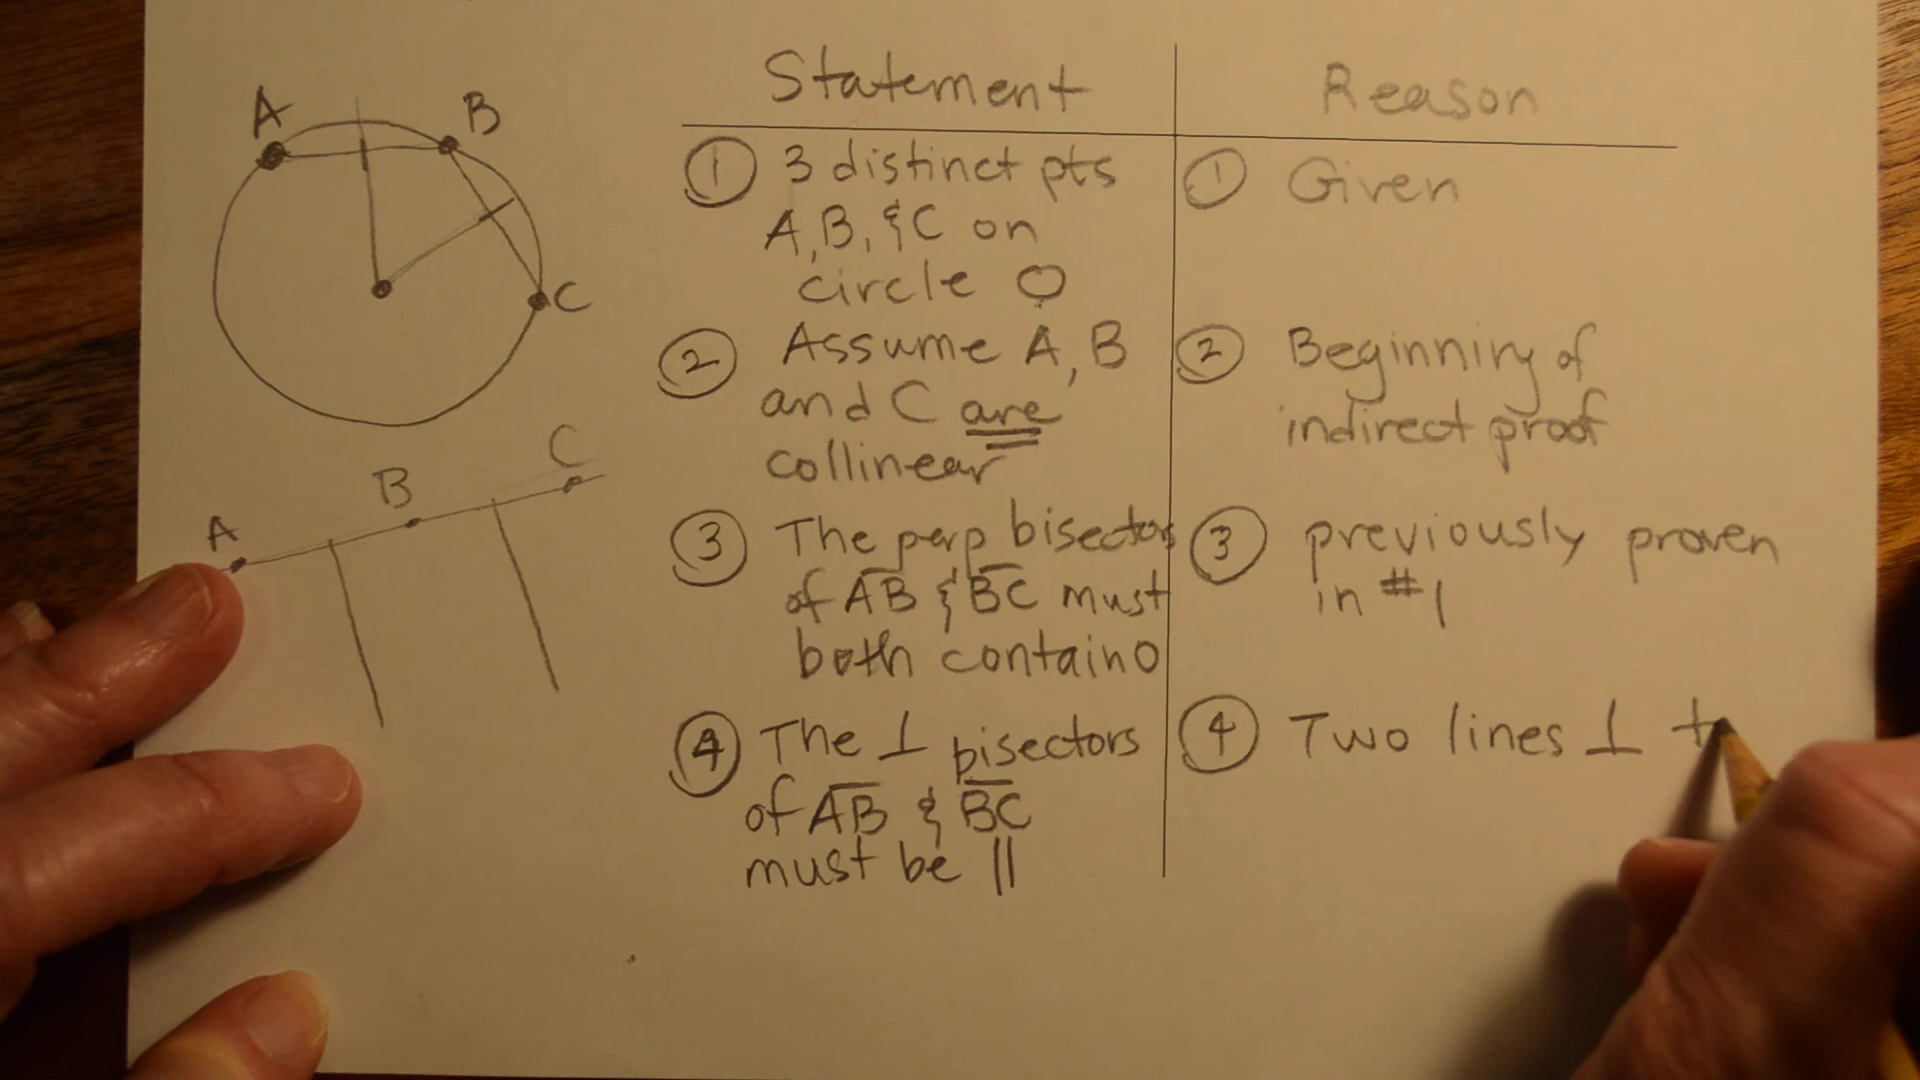 A
B
C
A
B
C
Statement
Reason
① 3 distinct pts
A, B, & C on
circle O
① Given
② Assume A, B
and C are
collinear
② Beginning of
indirect proof
③ The perp bisectors
of AB & BC must
both contain O
③ previously proven
in #1
④ The ⊥ bisectors
of AB & BC
must be ||
④ Two lines ⊥ t